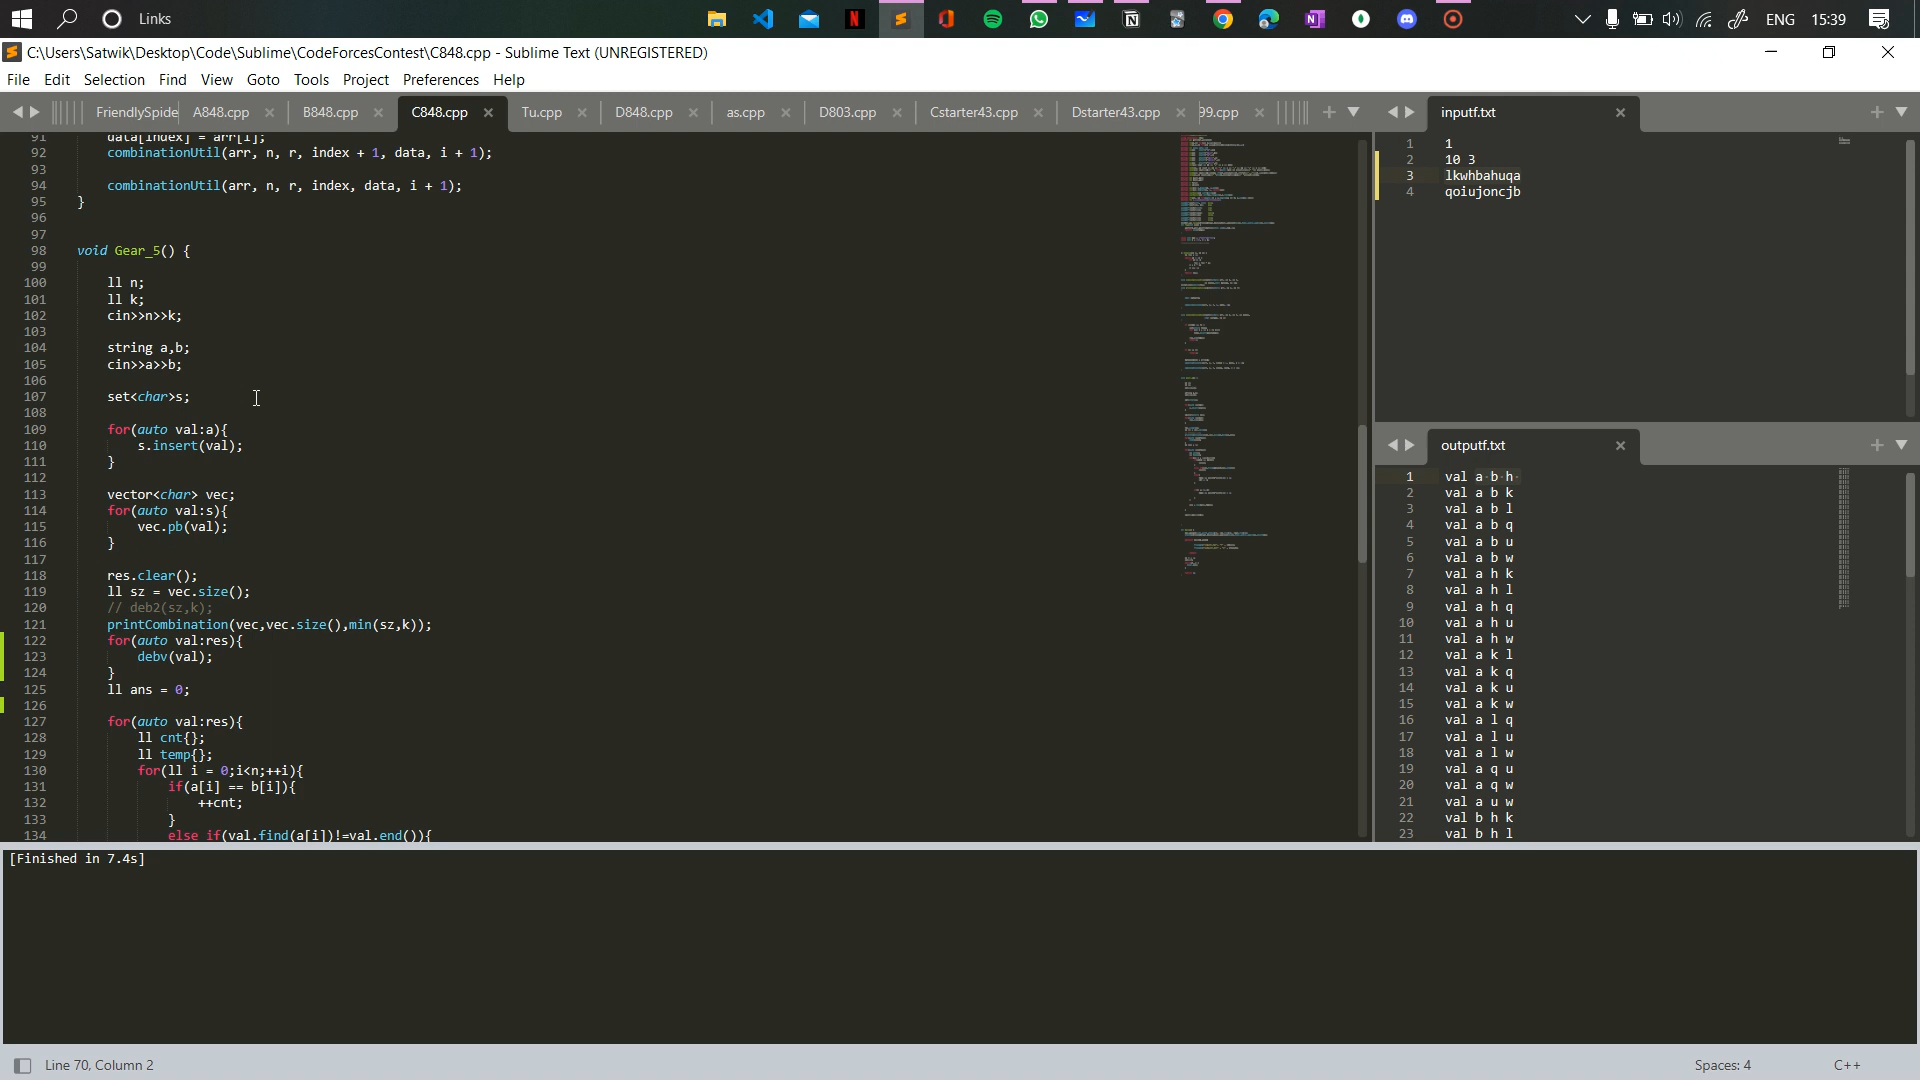 Links
ENG 15:39
C:\Users\Satwik\Desktop\Code\Sublime\CodeForcesContest\C848.cpp - Sublime Text (UNREGISTERED)
File Edit Selection Find View Goto Tools Project Preferences Help
FriendlySpide A848.cpp B848.cpp C848.cpp Tu.cpp D848.cpp as.cpp D803.cpp Cstarter43.cpp Dstarter43.cpp 99.cpp
91 data[index] = arr[i];
92 combinationUtil(arr, n, r, index + 1, data, i + 1);
93
94 combinationUtil(arr, n, r, index, data, i + 1);
95 }
96
97
98 void Gear_5() {
99
100 ll n;
101 ll k;
102 cin>>n>>k;
103
104 string a,b;
105 cin>>a>>b;
106
107 set<char>s;
108
109 for(auto val:a){
110 s.insert(val);
111 }
112
113 vector<char> vec;
114 for(auto val:s){
115 vec.pb(val);
116 }
117
118 res.clear();
119 ll sz = vec.size();
120 // deb2(sz,k);
121 printCombination(vec,vec.size(),min(sz,k));
122 for(auto val:res){
123 debv(val);
124 }
125 ll ans = 0;
126
127 for(auto val:res){
128 ll cnt{};
129 ll temp{};
130 for(ll i = 0;i<n;++i){
131 if(a[i] == b[i]){
132 ++cnt;
133 }
134 else if(val.find(a[i])!=val.end()){
inputf.txt
1 1
2 10 3
3 lkwhbahuqa
4 qoiujoncjb
outputf.txt
1 val a b h
2 val a b k
3 val a b l
4 val a b q
5 val a b u
6 val a b w
7 val a h k
8 val a h l
9 val a h q
10 val a h u
11 val a h w
12 val a k l
13 val a k q
14 val a k u
15 val a k w
16 val a l q
17 val a l u
18 val a l w
19 val a q u
20 val a q w
21 val a u w
22 val b h k
23 val b h l
[Finished in 7.4s]
Line 70, Column 2
Spaces: 4
C++